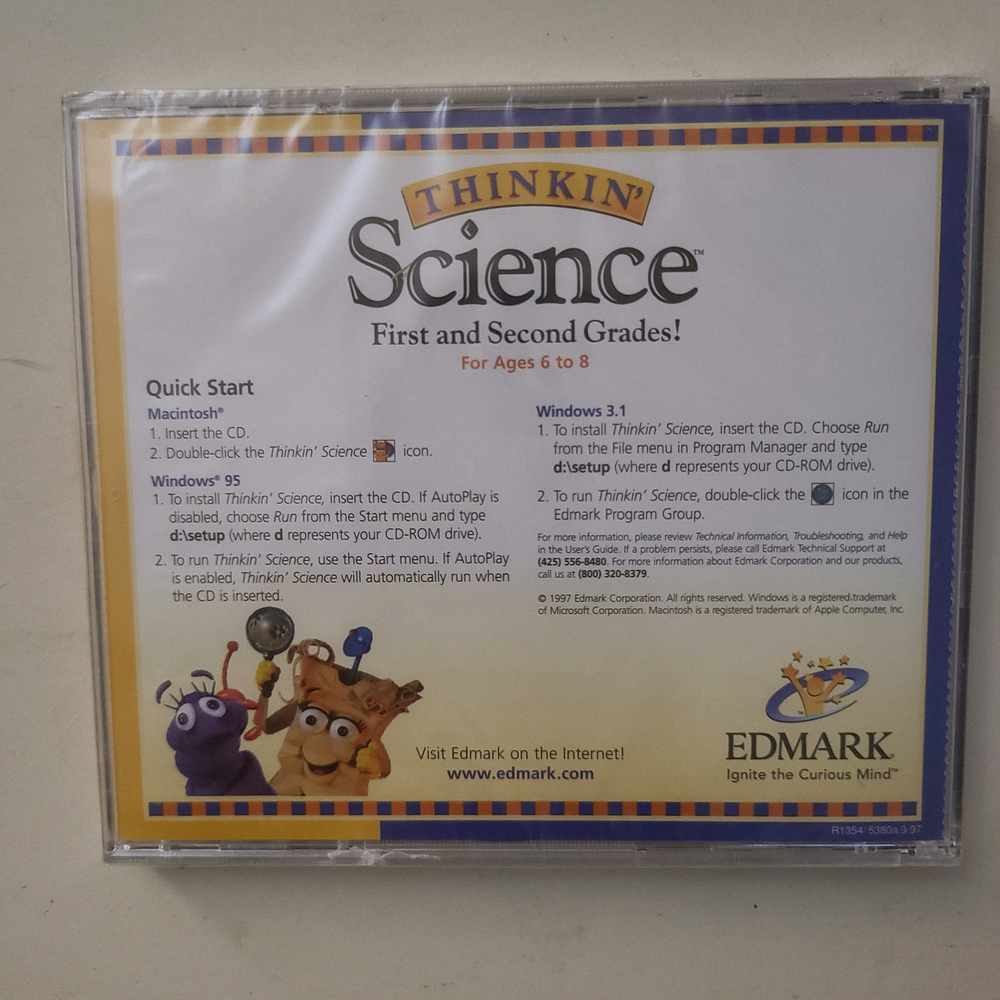 THINKIN'
Science™
First and Second Grades!
For Ages 6 to 8
Quick Start
Macintosh®
1. Insert the CD.
2. Double-click the Thinkin' Science icon.
Windows® 95
1. To install Thinkin' Science, insert the CD. If AutoPlay is
disabled, choose Run from the Start menu and type
d:\setup (where d represents your CD-ROM drive).
2. To run Thinkin' Science, use the Start menu. If AutoPlay
is enabled, Thinkin' Science will automatically run when
the CD is inserted.
Windows 3.1
1. To install Thinkin' Science, insert the CD. Choose Run
from the File menu in Program Manager and type
d:\setup (where d represents your CD-ROM drive).
2. To run Thinkin' Science, double-click the icon in the
Edmark Program Group.
For more information, please review Technical Information, Troubleshooting, and Help
in the User's Guide. If a problem persists, please call Edmark Technical Support at
(425) 556-8480. For more information about Edmark Corporation and our products,
call us at (800) 320-8379.
© 1997 Edmark Corporation. All rights reserved. Windows is a registered trademark
of Microsoft Corporation. Macintosh is a registered trademark of Apple Computer, Inc.
Visit Edmark on the Internet!
www.edmark.com
EDMARK
Ignite the Curious Mind™
R1354/ 5380a.9.97